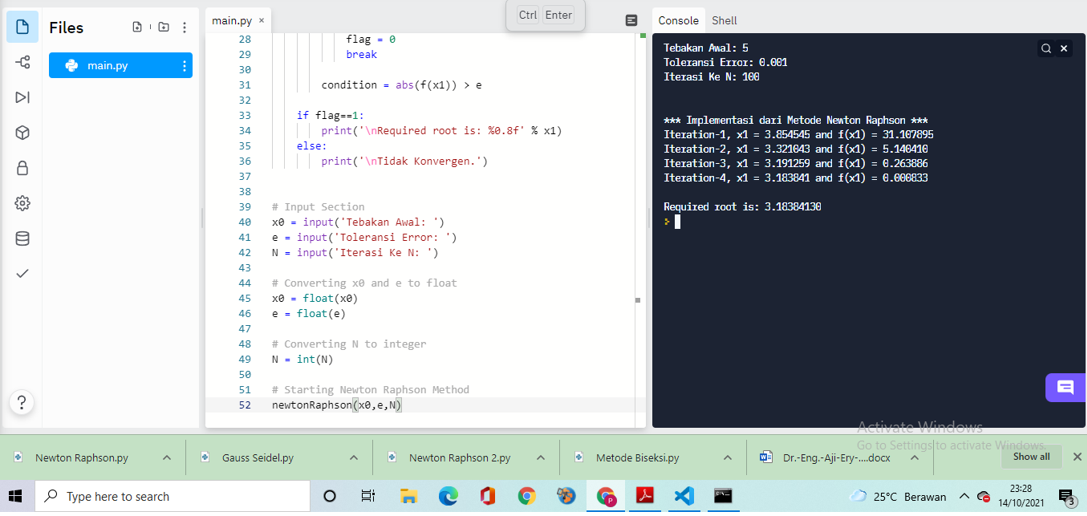 Files
main.py
main.py ×
Ctrl Enter
28 flag = 0
29 break
30
31 condition = abs(f(x1)) > e
32
33 if flag==1:
34 print('\nRequired root is: %0.8f' % x1)
35 else:
36 print('\nTidak Konvergen.')
37
38
39 # Input Section
40 x0 = input('Tebakan Awal: ')
41 e = input('Toleransi Error: ')
42 N = input('Iterasi Ke N: ')
43
44 # Converting x0 and e to float
45 x0 = float(x0)
46 e = float(e)
47
48 # Converting N to integer
49 N = int(N)
50
51 # Starting Newton Raphson Method
52 newtonRaphson(x0,e,N)
Console Shell
Tebakan Awal: 5
Toleransi Error: 0.001
Iterasi Ke N: 100
*** Implementasi dari Metode Newton Raphson ***
Iteration-1, x1 = 3.854545 and f(x1) = 31.107895
Iteration-2, x1 = 3.321043 and f(x1) = 5.140410
Iteration-3, x1 = 3.191259 and f(x1) = 0.263886
Iteration-4, x1 = 3.183841 and f(x1) = 0.000833
Required root is: 3.18384130
>
Activate Windows
Go to Settings to activate Windows.
Newton Raphson.py
Gauss Seidel.py
Newton Raphson 2.py
Metode Biseksi.py
Dr.-Eng.-Aji-Ery-....docx
Show all
Type here to search
25°C Berawan
23:28
14/10/2021
3